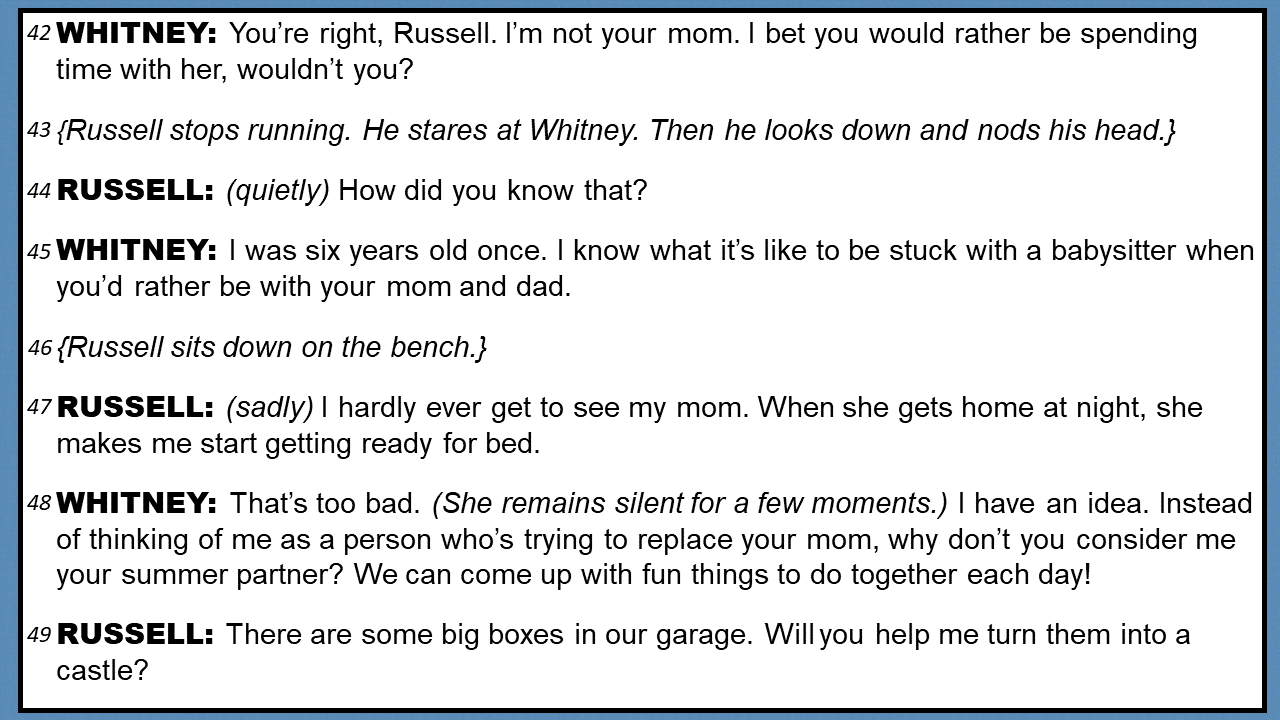 42 WHITNEY: You’re right, Russell. I’m not your mom. I bet you would rather be spending
time with her, wouldn’t you?
43 {Russell stops running. He stares at Whitney. Then he looks down and nods his head.}
44 RUSSELL: (quietly) How did you know that?
45 WHITNEY: I was six years old once. I know what it’s like to be stuck with a babysitter when
you’d rather be with your mom and dad.
46 {Russell sits down on the bench.}
47 RUSSELL: (sadly) I hardly ever get to see my mom. When she gets home at night, she
makes me start getting ready for bed.
48 WHITNEY: That’s too bad. (She remains silent for a few moments.) I have an idea. Instead
of thinking of me as a person who’s trying to replace your mom, why don’t you consider me
your summer partner? We can come up with fun things to do together each day!
49 RUSSELL: There are some big boxes in our garage. Will you help me turn them into a
castle?